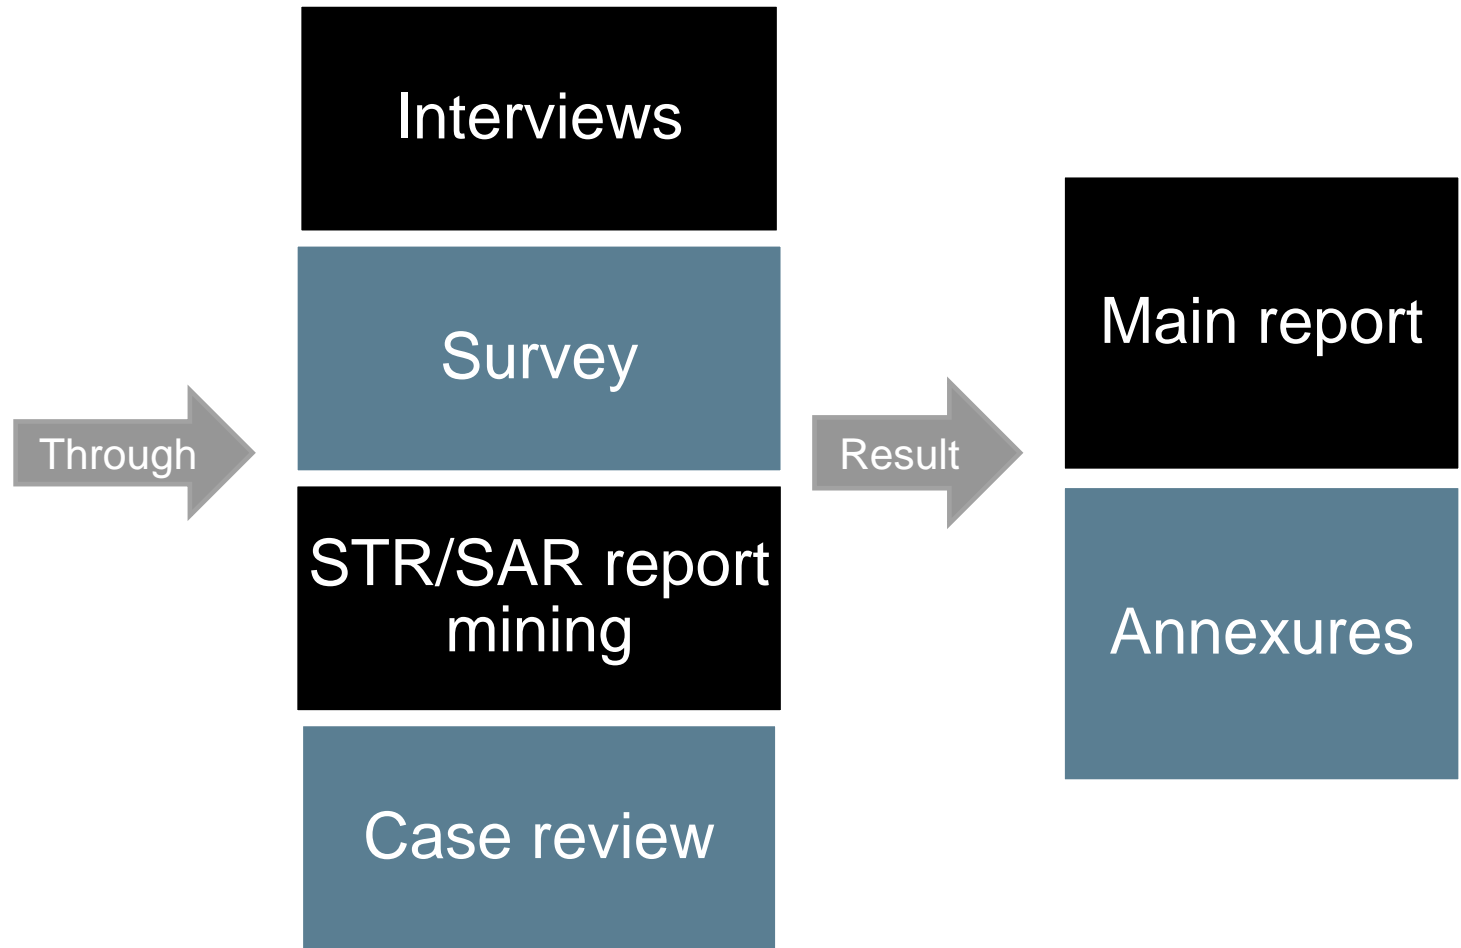 Through
Interviews
Survey
STR/SAR report
mining
Case review
Result
Main report
Annexures